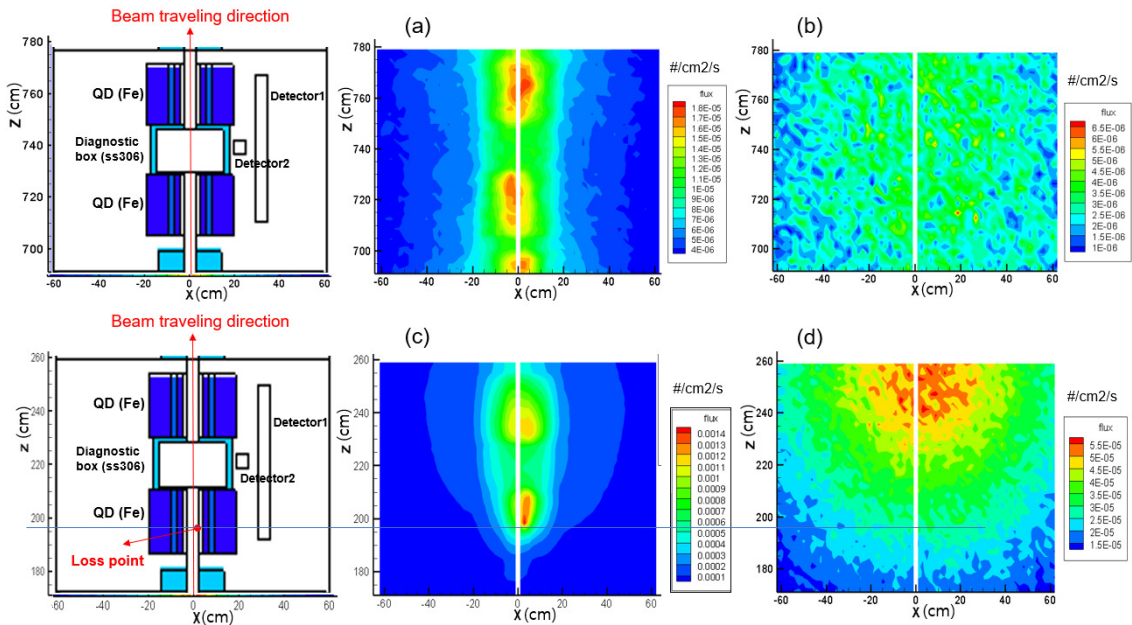 Beam traveling direction
(a)
(b)
780
760
740
720
700
Z (cm)
QD (Fe)
Diagnostic
box (ss306)
QD (Fe)
Detector1
Detector2
-60 -40 -20 0 20 40 60
X (cm)
780
760
740
720
700
Z (cm)
-60 -40 -20 0 20 40 60
X (cm)
#/cm2/s
flux
1.8E-05
1.7E-05
1.6E-05
1.5E-05
1.4E-05
1.3E-05
1.2E-05
1.1E-05
1E-05
9E-06
8E-06
7E-06
6E-06
5E-06
4E-06
780
760
740
720
700
Z (cm)
-60 -40 -20 0 20 40 60
X (cm)
#/cm2/s
flux
6.5E-06
6E-06
5.5E-06
5E-06
4.5E-06
4E-06
3.5E-06
3E-06
2.5E-06
2E-06
1.5E-06
1E-06
Beam traveling direction
(c)
(d)
260
240
220
200
180
Z (cm)
QD (Fe)
Diagnostic
box (ss306)
QD (Fe)
Loss point
Detector1
Detector2
-60 -40 -20 0 20 40 60
X (cm)
260
240
220
200
180
Z (cm)
-60 -40 -20 0 20 40 60
X (cm)
#/cm2/s
flux
0.0014
0.0013
0.0012
0.0011
0.001
0.0009
0.0008
0.0007
0.0006
0.0005
0.0004
0.0003
0.0002
0.0001
260
240
220
200
180
Z (cm)
-60 -40 -20 0 20 40 60
X (cm)
#/cm2/s
flux
5.5E-05
5E-05
4.5E-05
4E-05
3.5E-05
3E-05
2.5E-05
2E-05
1.5E-05